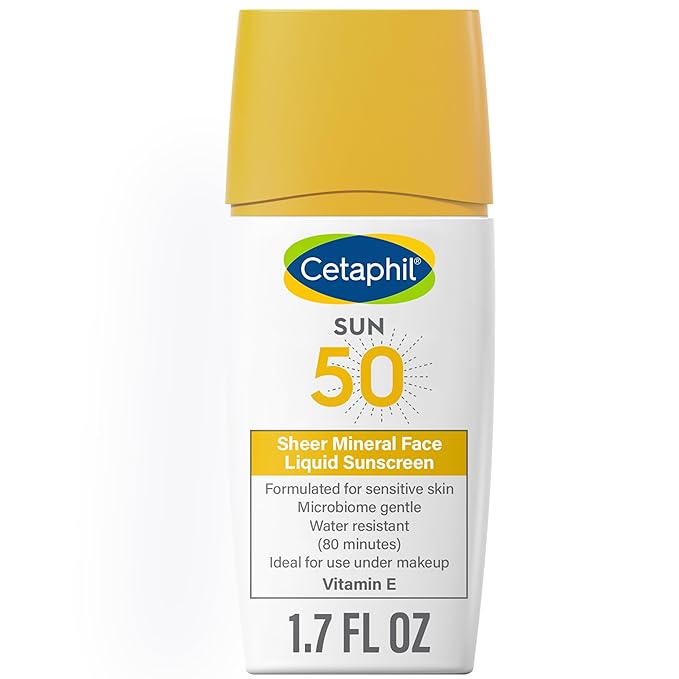 Cetaphil®
SUN
50
Sheer Mineral Face
Liquid Sunscreen
Formulated for sensitive skin
Microbiome gentle
Water resistant
(80 minutes)
Ideal for use under makeup
Vitamin E
1.7 FL OZ